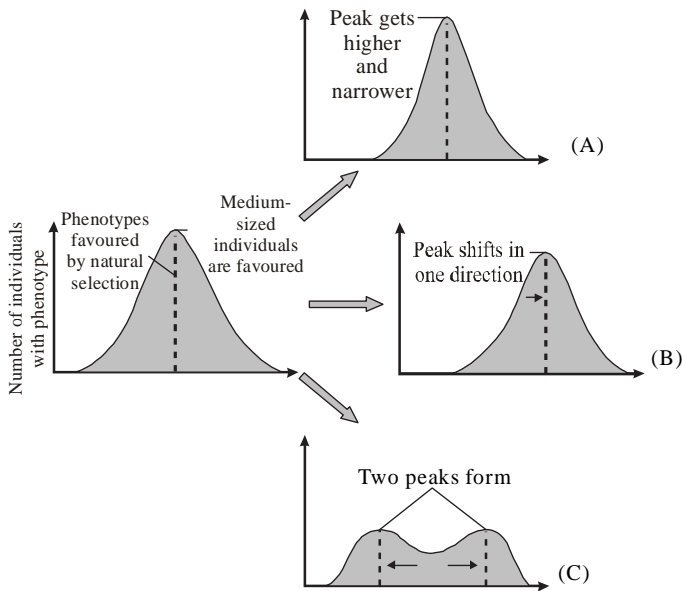 Peak gets
higher
and
narrower
(A)
Number of individuals
with phenotype
Phenotypes
favoured
by natural
selection
Medium-
sized
individuals
are favoured
Peak shifts in
one direction
(B)
Two peaks form
(C)